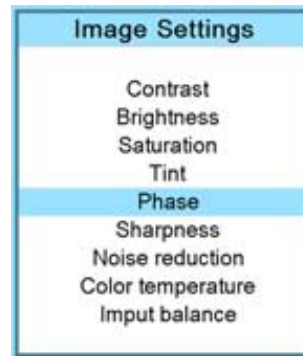 Image Settings
Contrast
Brightness
Saturation
Tint
Phase
Sharpness
Noise reduction
Color temperature
Imput balance